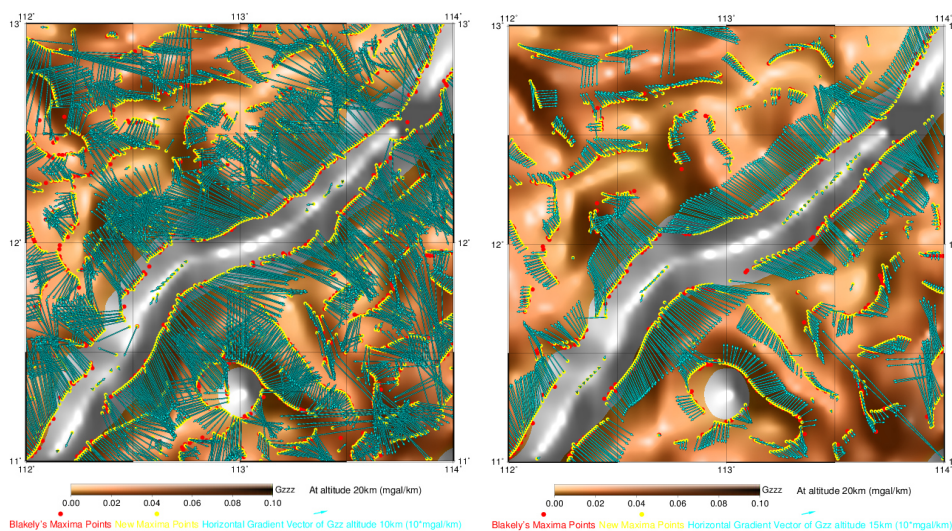 112˚ 113˚ 114˚
13˚ 13˚
12˚ 12˚
11˚ 11˚
112˚ 113˚ 114˚
Gzzz At altitude 20km (mgal/km)
0.00 0.02 0.04 0.06 0.08 0.10
Blakely's Maxima Points New Maxima Points Horizontal Gradient Vector of Gzz altitude 10km (10*mgal/km)
112˚ 113˚ 114˚
13˚ 13˚
12˚ 12˚
11˚ 11˚
112˚ 113˚ 114˚
Gzzz At altitude 20km (mgal/km)
0.00 0.02 0.04 0.06 0.08 0.10
Blakely's Maxima Points New Maxima Points Horizontal Gradient Vector of Gzz altitude 15km (10*mgal/km)